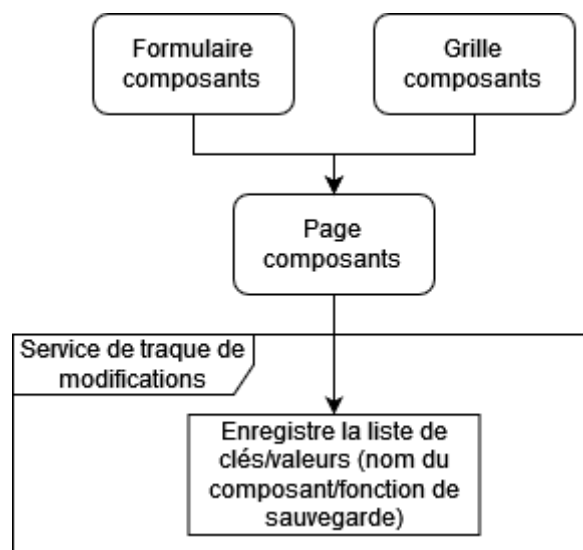 Formulaire
composants
Grille
composants
Page
composants
Service de traque de
modifications
Enregistre la liste de
clés/valeurs (nom du
composant/fonction de
sauvegarde)